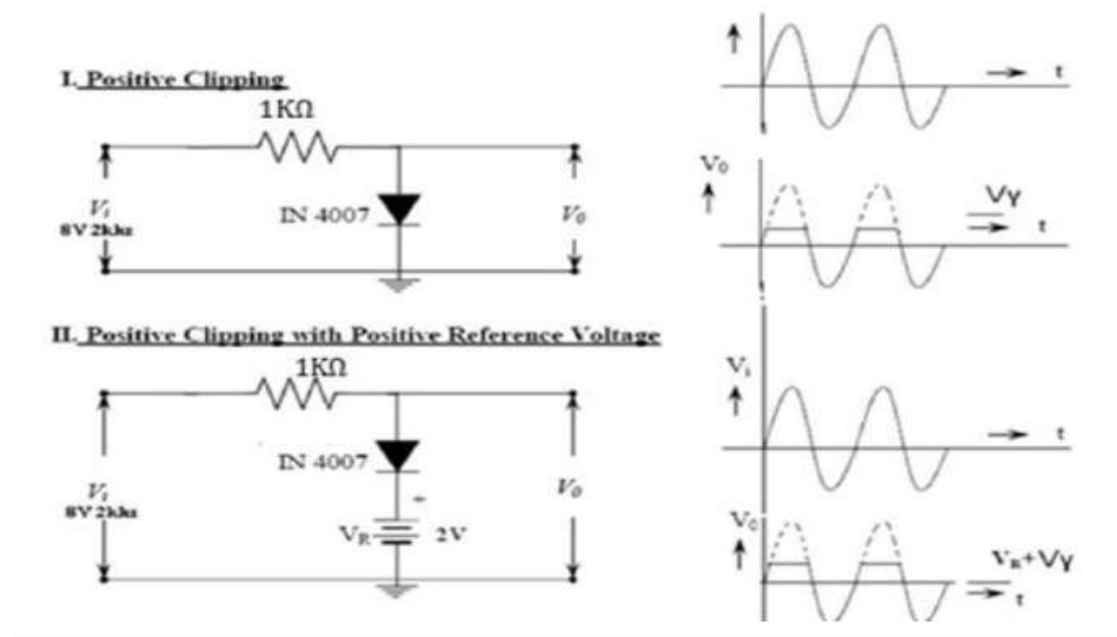 I. Positive Clipping
1KΩ
Vi
8V 2khz
IN 4007
V0
t
V0
Vγ
t
II. Positive Clipping with Positive Reference Voltage
1KΩ
IN 4007
+
Vi
8V 2khz
VR
2V
V0
Vi
t
V0
VR+Vγ
t